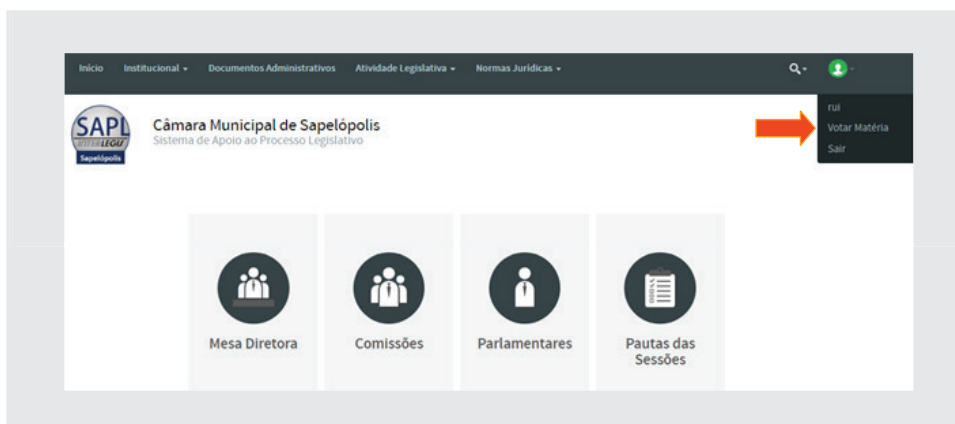 Início Institucional Documentos Administrativos Atividade Legislativa Normas Jurídicas
rui
Votar Matéria
Sair
SAPL
INTERLEGIS
Sapelópolis
Câmara Municipal de Sapelópolis
Sistema de Apoio ao Processo Legislativo
Mesa Diretora
Comissões
Parlamentares
Pautas das
Sessões